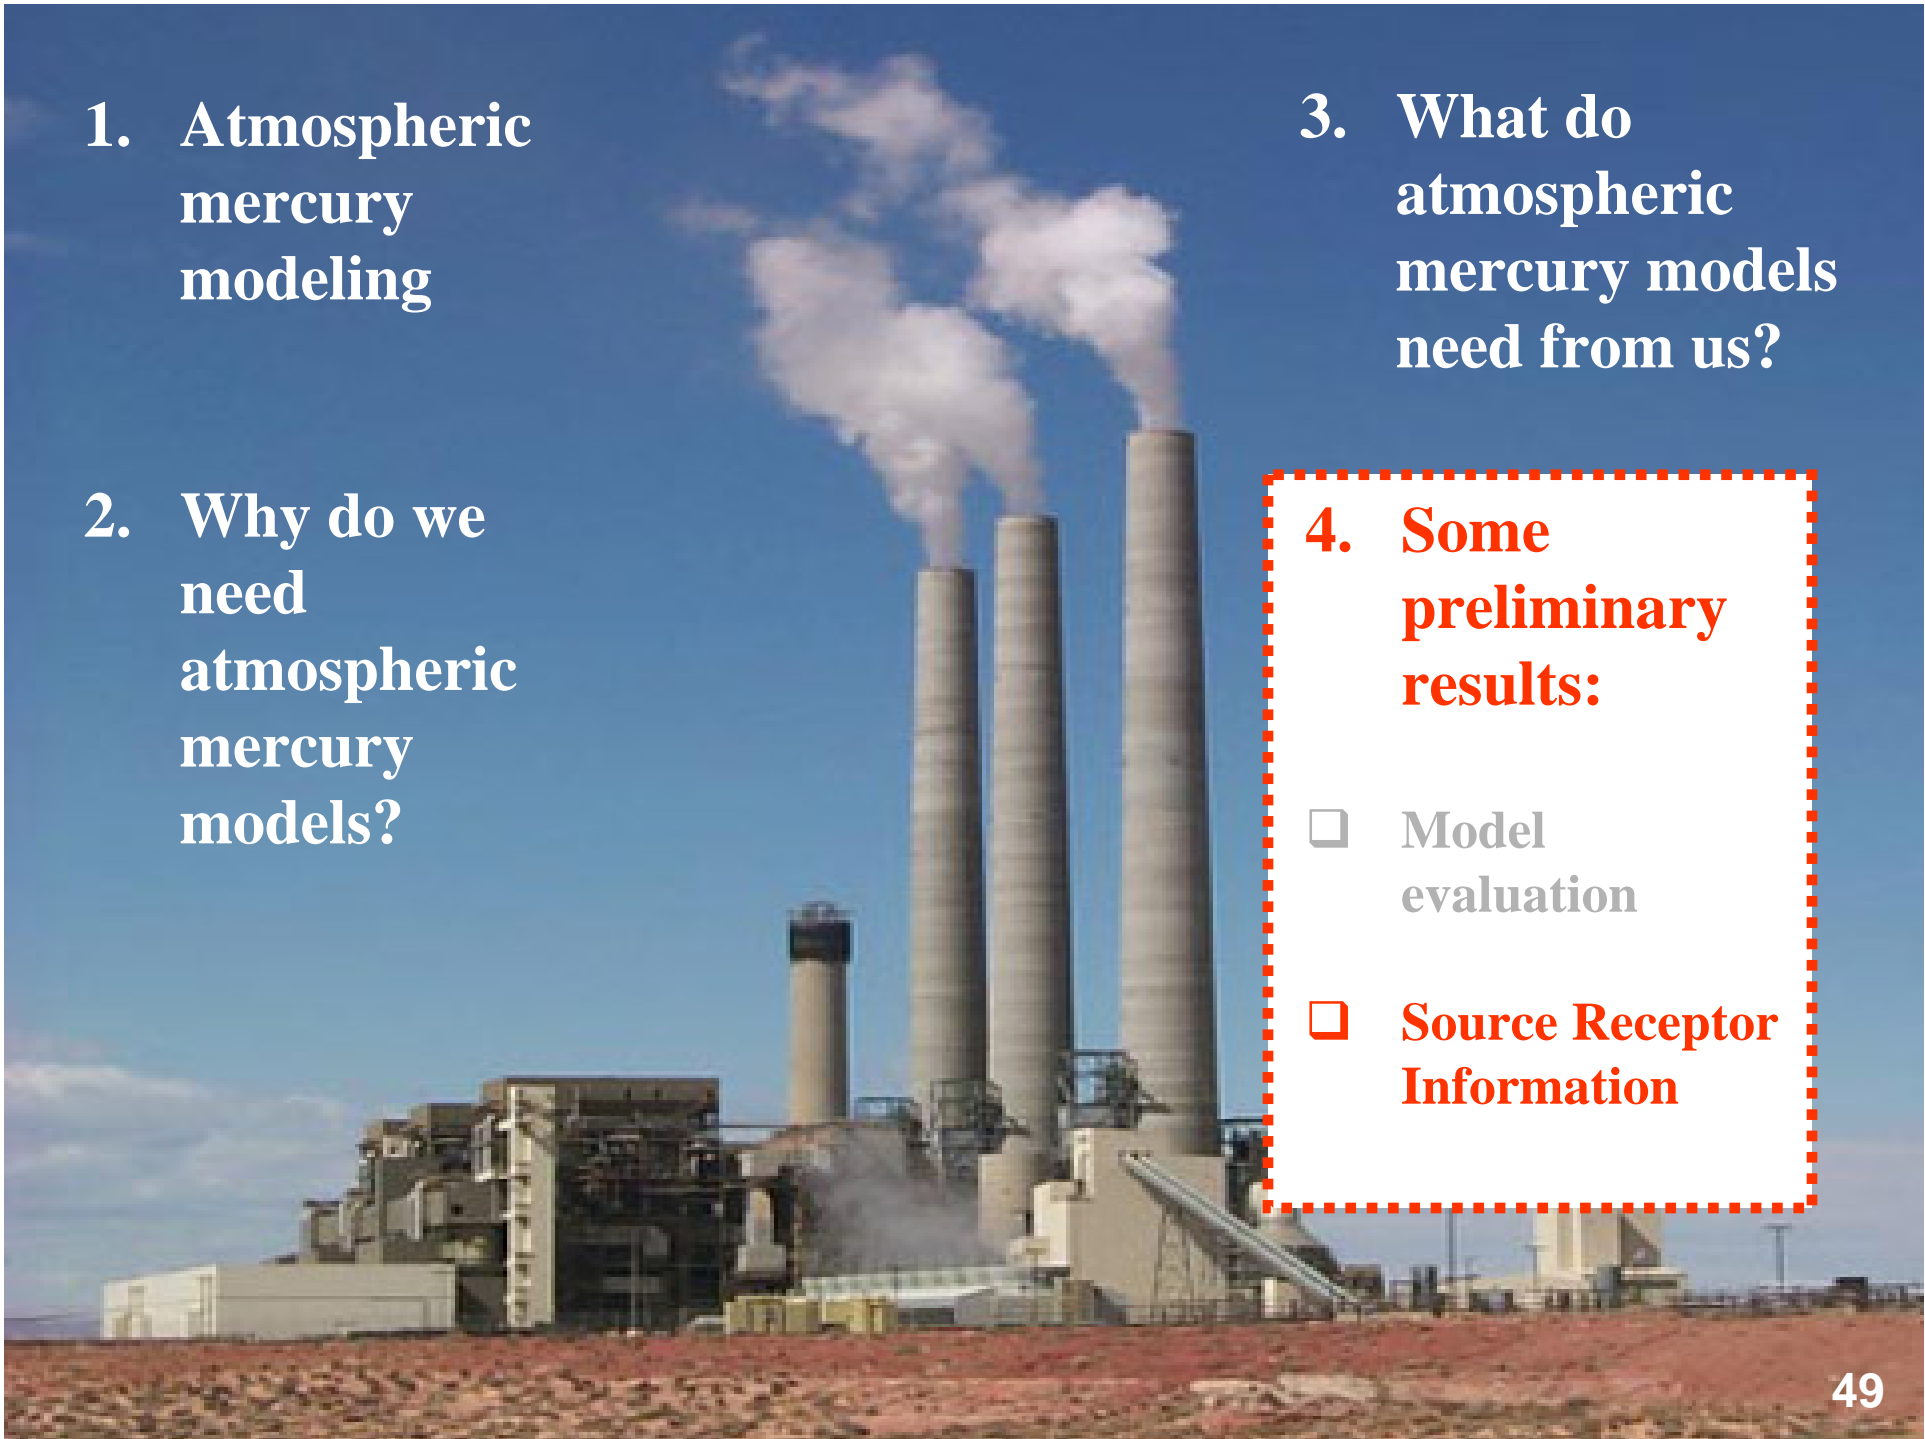 1. Atmospheric
mercury
modeling
2. Why do we
need
atmospheric
mercury
models?
3. What do
atmospheric
mercury models
need from us?
4. Some
preliminary
results:
❑ Model
evaluation
❑ Source Receptor
Information
49